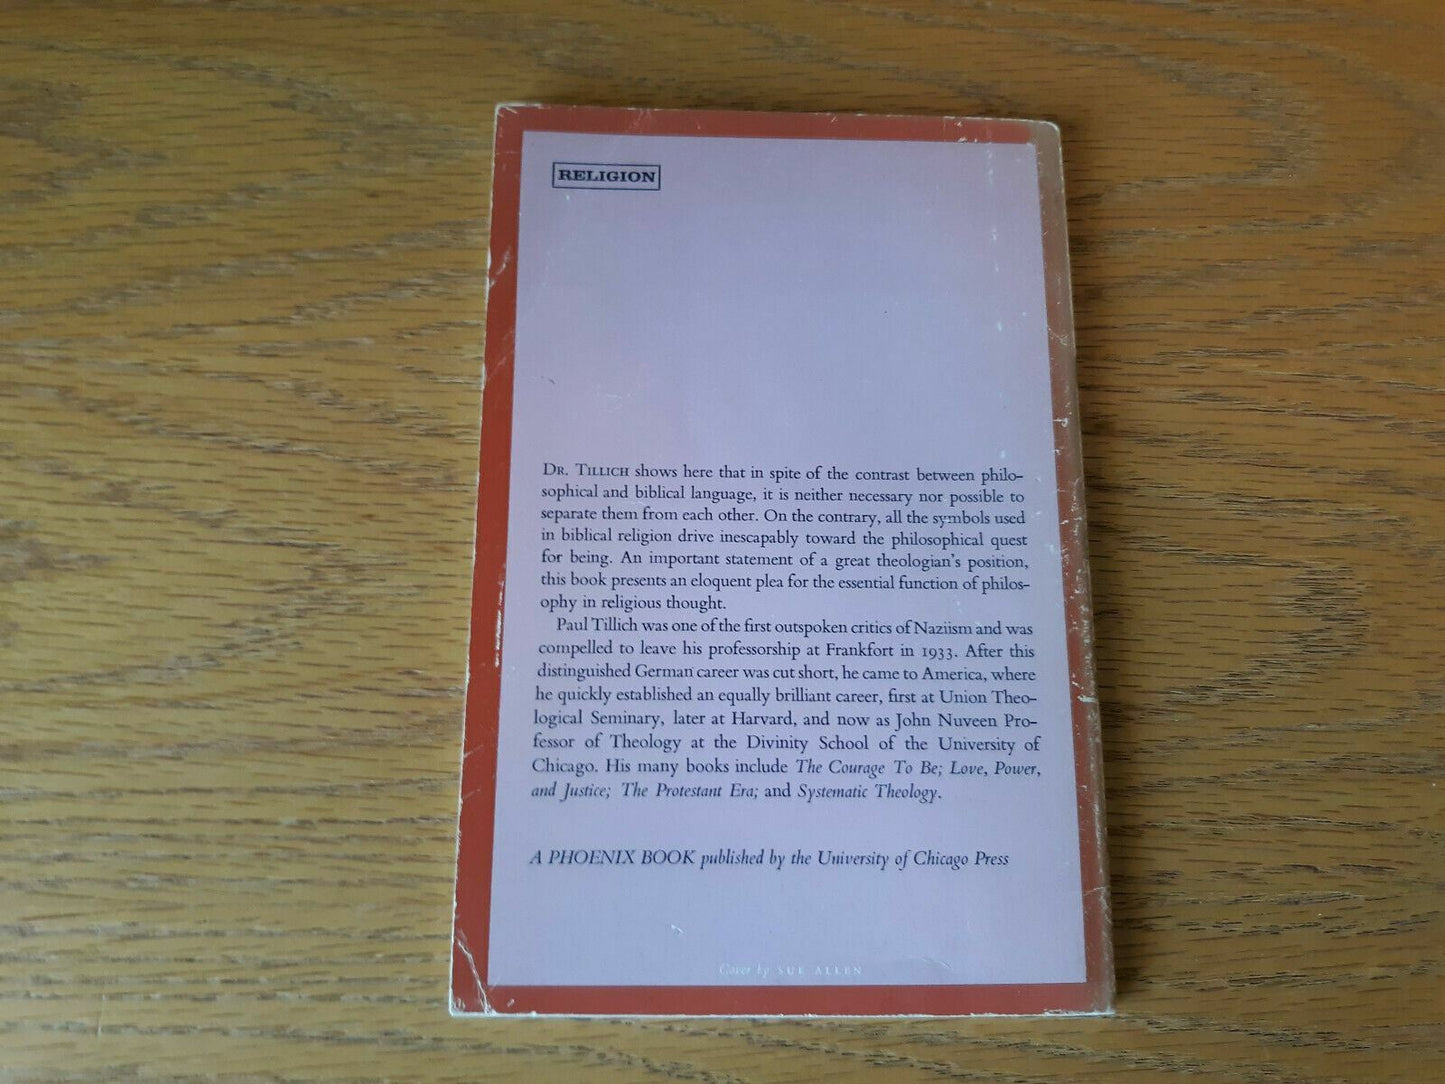 RELIGION
DR. TILLICH shows here that in spite of the contrast between philo-
sophical and biblical language, it is neither necessary nor possible to
separate them from each other. On the contrary, all the symbols used
in biblical religion drive inescapably toward the philosophical quest
for being. An important statement of a great theologian's position,
this book presents an eloquent plea for the essential function of philos-
ophy in religious thought.
Paul Tillich was one of the first outspoken critics of Naziism and was
compelled to leave his professorship at Frankfort in 1933. After this
distinguished German career was cut short, he came to America, where
he quickly established an equally brilliant career, first at Union Theo-
logical Seminary, later at Harvard, and now as John Nuveen Pro-
fessor of Theology at the Divinity School of the University of
Chicago. His many books include The Courage To Be; Love, Power,
and Justice; The Protestant Era; and Systematic Theology.
A PHOENIX BOOK published by the University of Chicago Press
Cover by SUE ALLEN